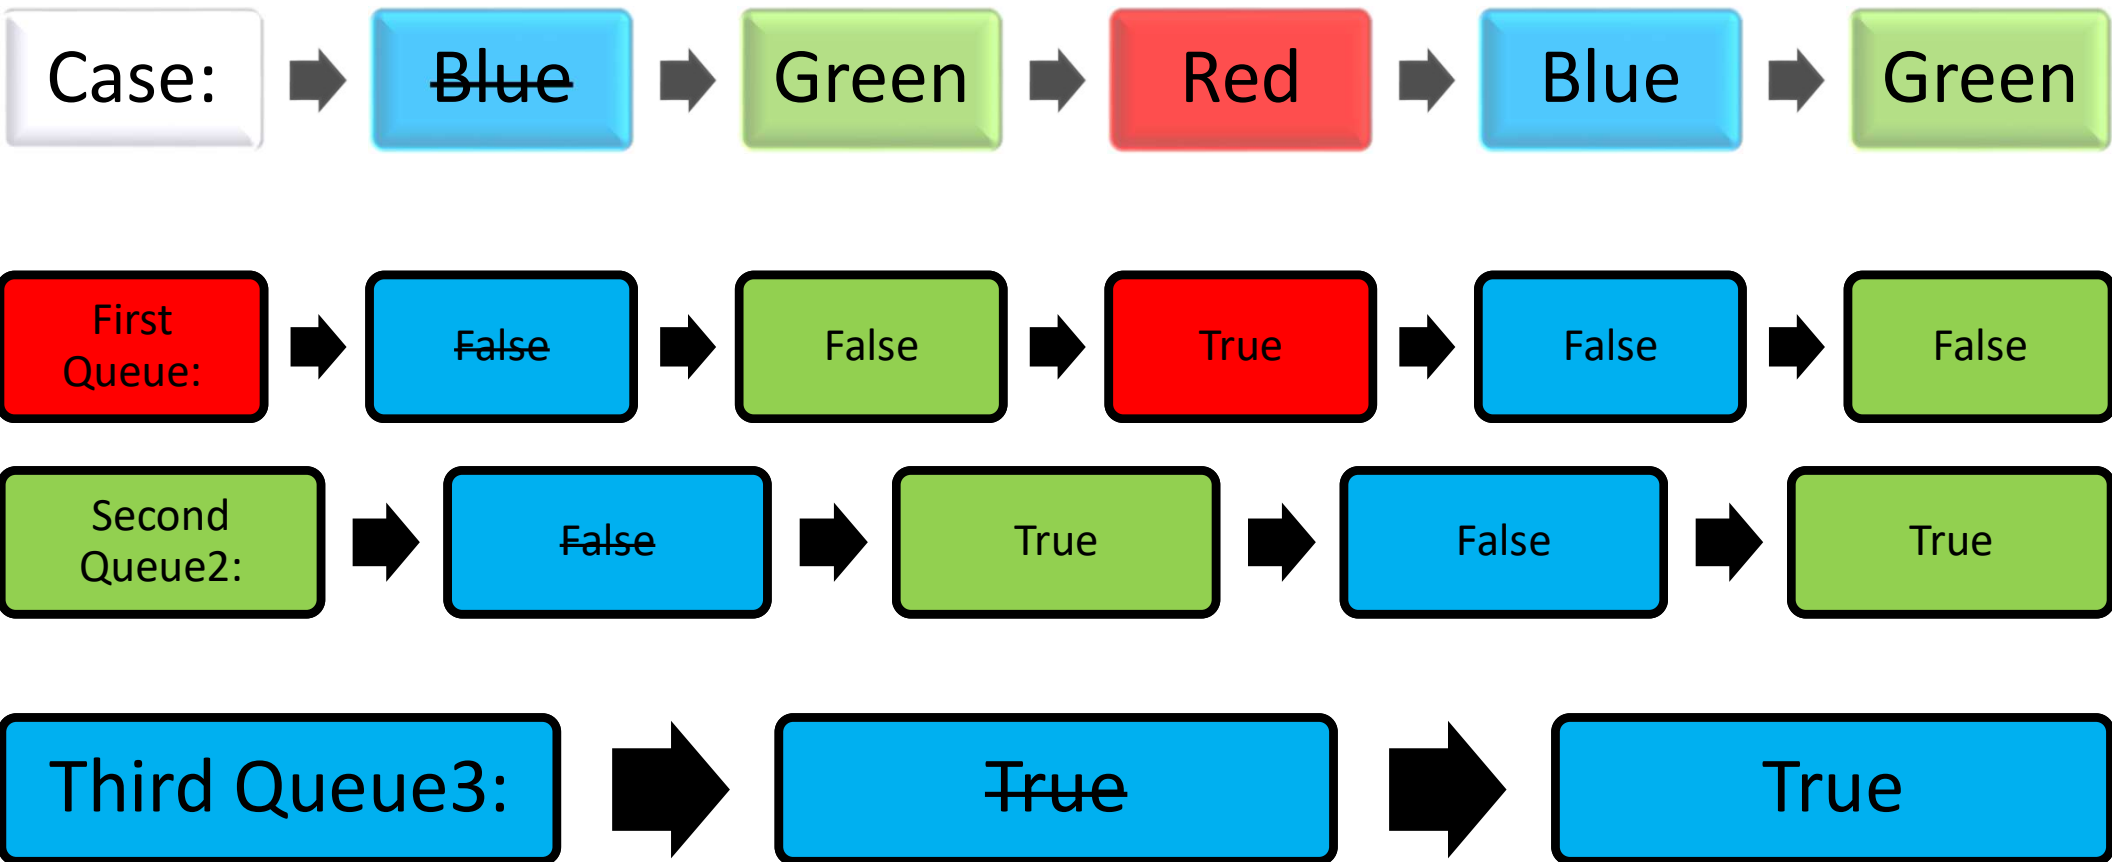 Case:
Blue
Green
Red
Blue
Green
First
Queue:
False
False
True
False
False
Second
Queue2:
False
True
False
True
Third Queue3:
True
True